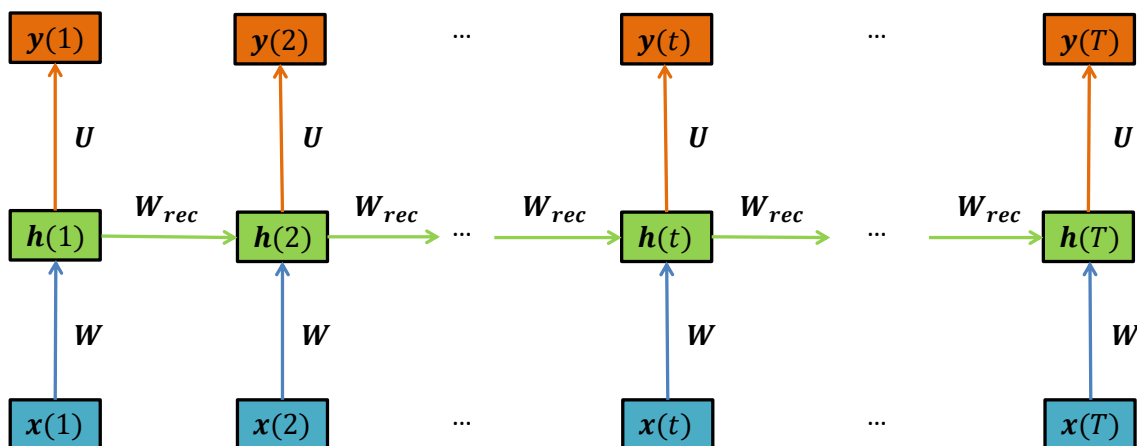 y(1) y(2) ... y(t) ... y(T)
U U U U
W_rec W_rec W_rec W_rec W_rec
h(1) h(2) ... h(t) ... h(T)
W W W W
x(1) x(2) ... x(t) ... x(T)